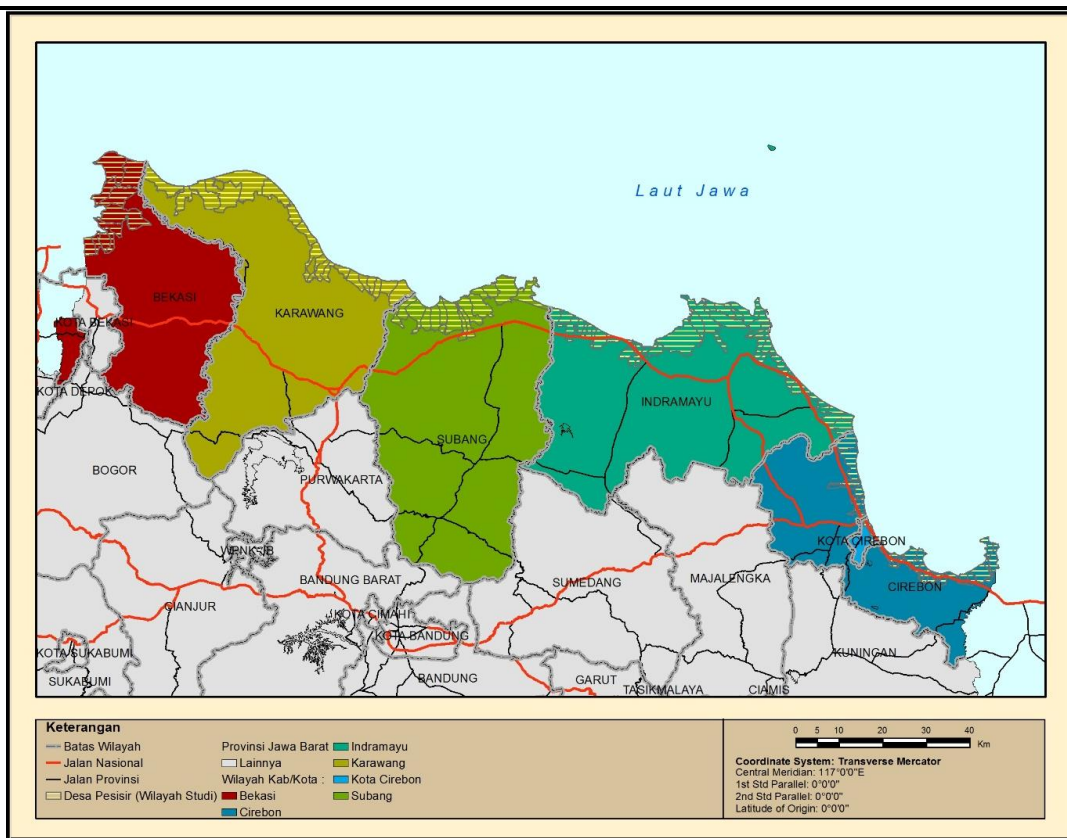 Laut Jawa
BEKASI
KARAWANG
KOTA BEKASI
KOTA DEPOK
INDRAMAYU
SUBANG
BOGOR
PURWAKARTA
KOTA CIREBON
BANDUNG BARAT
SUMEDANG
MAJALENGKA
CIREBON
CIANJUR
KOTA CIMAHI
KOTA BANDUNG
KOTA SUKABUMI
KUNINGAN
SUKABUMI
BANDUNG
GARUT
TASIKMALAYA
CIAMIS
Keterangan
Batas Wilayah
Jalan Nasional
Jalan Provinsi
Desa Pesisir (Wilayah Studi)
Provinsi Jawa Barat
Lainnya
Wilayah Kab/Kota :
Bekasi
Cirebon
Indramayu
Karawang
Kota Cirebon
Subang
0 5 10 20 30 40
Km
Coordinate System: Transverse Mercator
Central Meridian: 117°0'0"E
1st Std Parallel: 0°0'0"
2nd Std Parallel: 0°0'0"
Latitude of Origin: 0°0'0"